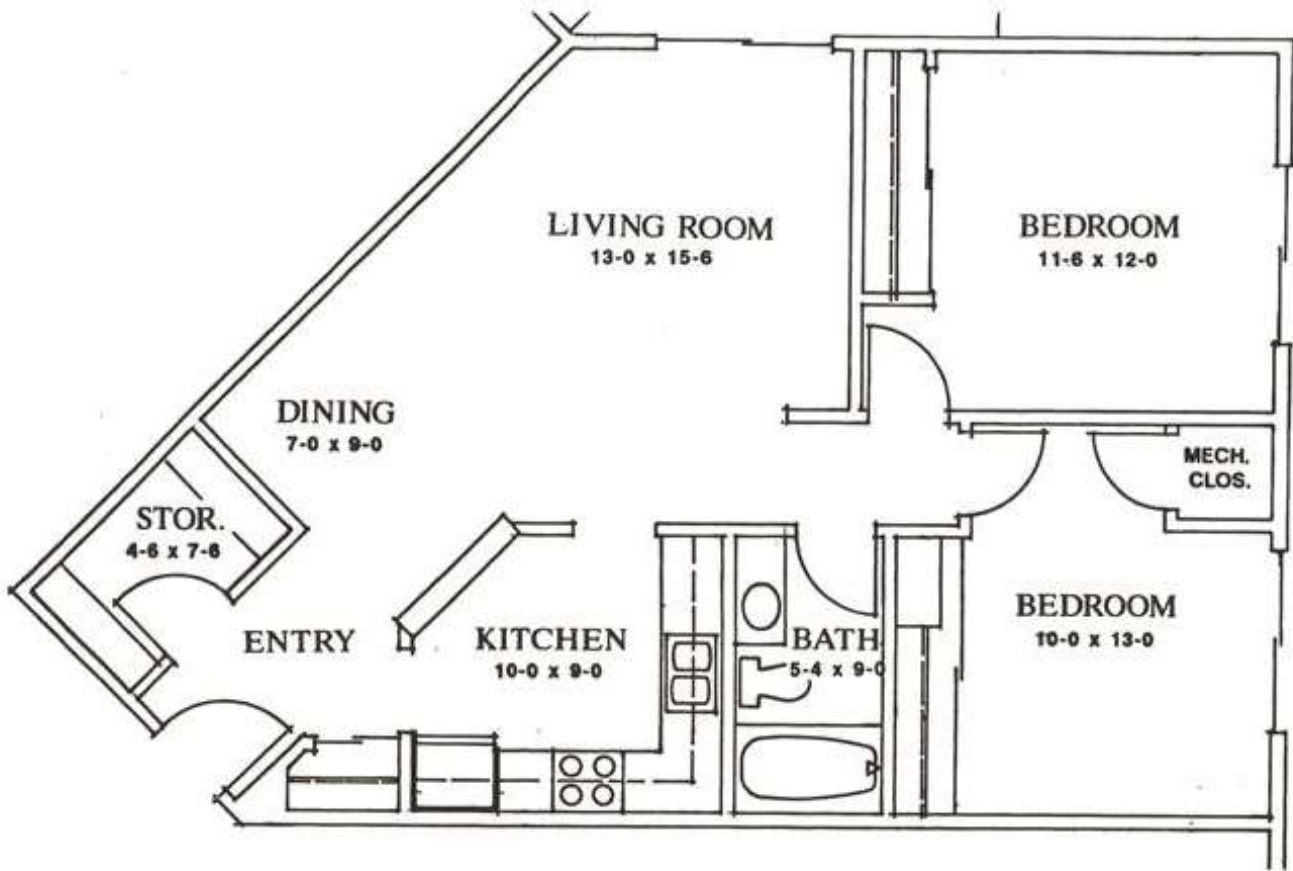 LIVING ROOM
13-0 x 15-6
BEDROOM
11-6 x 12-0
DINING
7-0 x 9-0
MECH.
CLOS.
STOR.
4-6 x 7-6
ENTRY
KITCHEN
10-0 x 9-0
BATH
5-4 x 9-0
BEDROOM
10-0 x 13-0